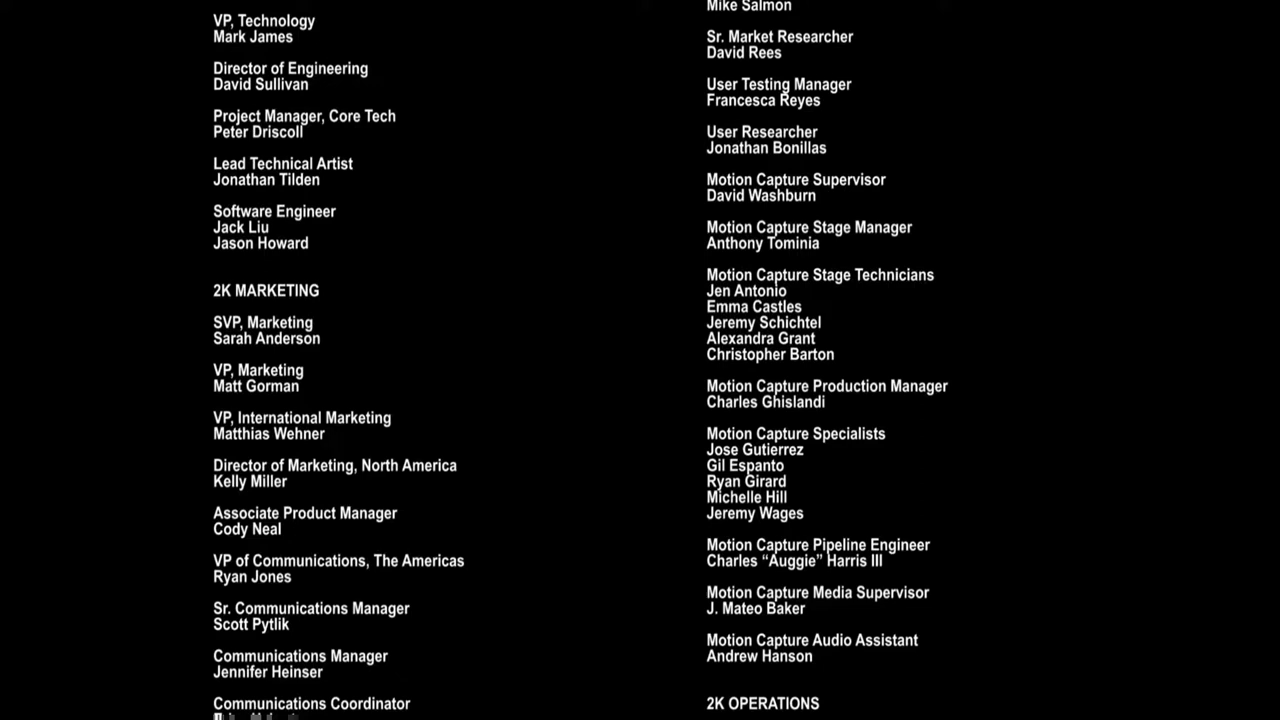 VP, Technology
Mark James
Director of Engineering
David Sullivan
Project Manager, Core Tech
Peter Driscoll
Lead Technical Artist
Jonathan Tilden
Software Engineer
Jack Liu
Jason Howard
2K MARKETING
SVP, Marketing
Sarah Anderson
VP, Marketing
Matt Gorman
VP, International Marketing
Matthias Wehner
Director of Marketing, North America
Kelly Miller
Associate Product Manager
Cody Neal
VP of Communications, The Americas
Ryan Jones
Sr. Communications Manager
Scott Pytlik
Communications Manager
Jennifer Heinser
Communications Coordinator
Mike Salmon
Sr. Market Researcher
David Rees
User Testing Manager
Francesca Reyes
User Researcher
Jonathan Bonillas
Motion Capture Supervisor
David Washburn
Motion Capture Stage Manager
Anthony Tominia
Motion Capture Stage Technicians
Jen Antonio
Emma Castles
Jeremy Schichtel
Alexandra Grant
Christopher Barton
Motion Capture Production Manager
Charles Ghislandi
Motion Capture Specialists
Jose Gutierrez
Gil Espanto
Ryan Girard
Michelle Hill
Jeremy Wages
Motion Capture Pipeline Engineer
Charles “Auggie” Harris III
Motion Capture Media Supervisor
J. Mateo Baker
Motion Capture Audio Assistant
Andrew Hanson
2K OPERATIONS